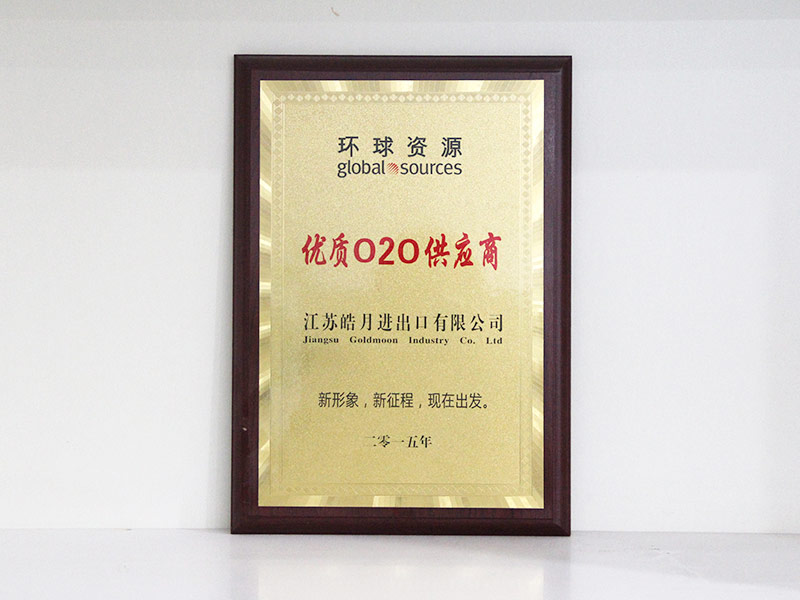 环球资源
global sources
优质O2O供应商
江苏皓月进出口有限公司
Jiangsu Goldmoon Industry Co. Ltd
新形象，新征程，现在出发。
二零一五年